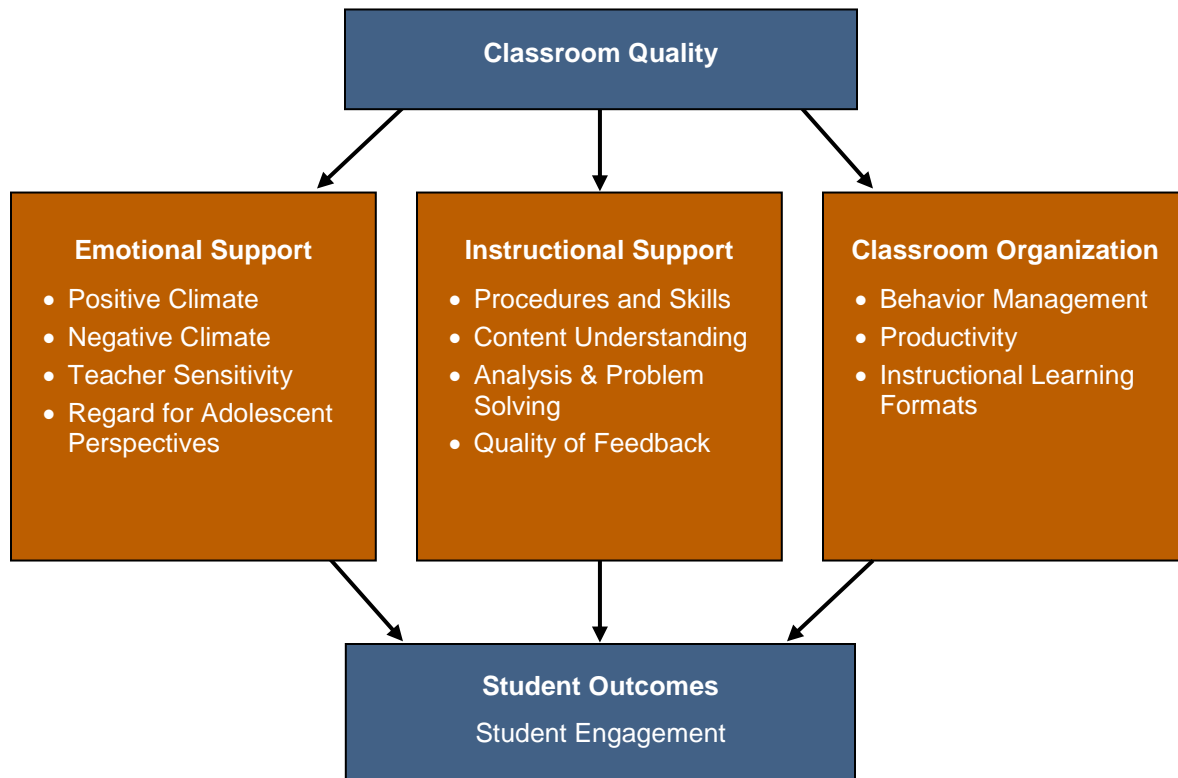 Classroom Quality
Emotional Support
• Positive Climate
• Negative Climate
• Teacher Sensitivity
• Regard for Adolescent
Perspectives
Instructional Support
• Procedures and Skills
• Content Understanding
• Analysis & Problem
Solving
• Quality of Feedback
Classroom Organization
• Behavior Management
• Productivity
• Instructional Learning
Formats
Student Outcomes
Student Engagement